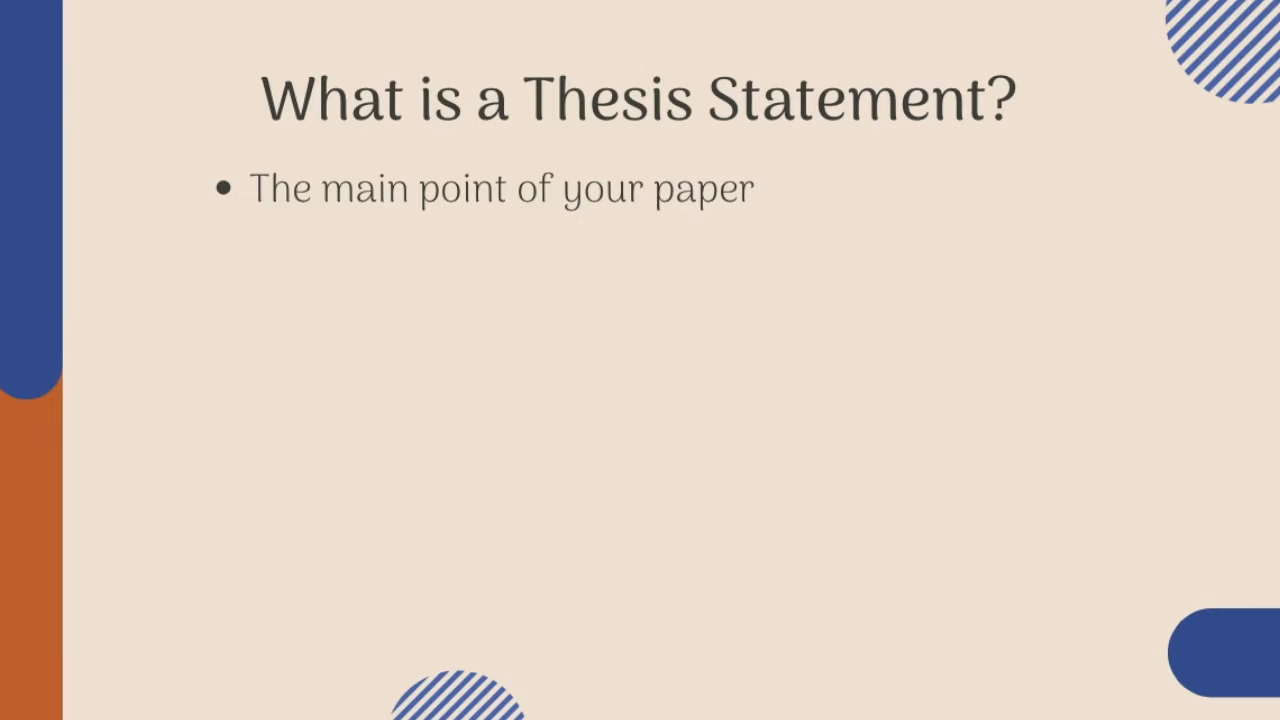 What is a Thesis Statement?
• The main point of your paper